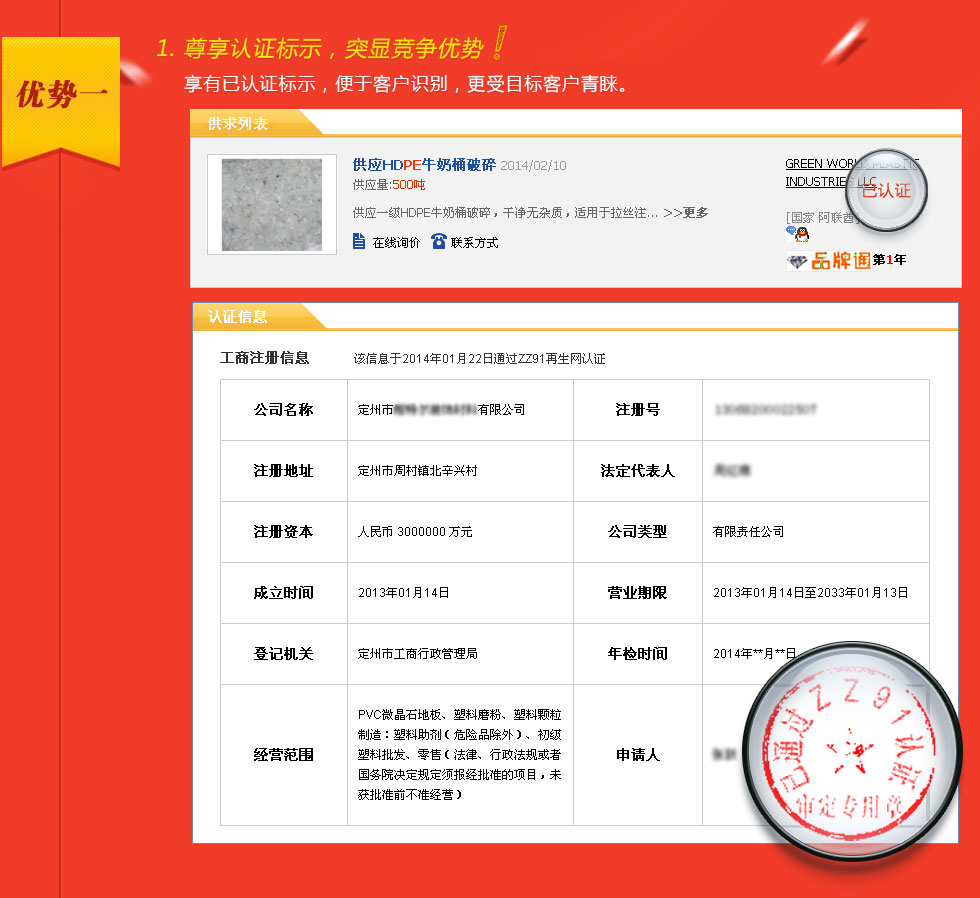 优势一
1. 尊享认证标示，突显竞争优势！
享有已认证标示，便于客户识别，更受目标客户青睐。
供求列表
供应HDPE牛奶桶破碎 2014/02/10
供应量:500吨
供应一级HDPE牛奶桶破碎，干净无杂质，适用于拉丝注... >>更多
在线询价 联系方式
GREEN WORLD PLASTIC
INDUSTRIES LLC
已认证
[国家 阿联酋]
品牌通 第1年
认证信息
工商注册信息 该信息于2014年01月22日通过ZZ91再生网认证
公司名称 定州市 有限公司 注册号
注册地址 定州市周村镇北辛兴村 法定代表人
注册资本 人民币 3000000 万元 公司类型 有限责任公司
成立时间 2013年01月14日 营业期限 2013年01月14日至2033年01月13日
登记机关 定州市工商行政管理局 年检时间 2014年**月**日
经营范围
PVC微晶石地板、塑料磨粉、塑料颗粒
制造：塑料助剂（危险品除外）、初级
塑料批发、零售（法律、行政法规或者
国务院决定规定须报经批准的项目，未
获批准前不准经营）
申请人
已通过ZZ91认证
审定专用章